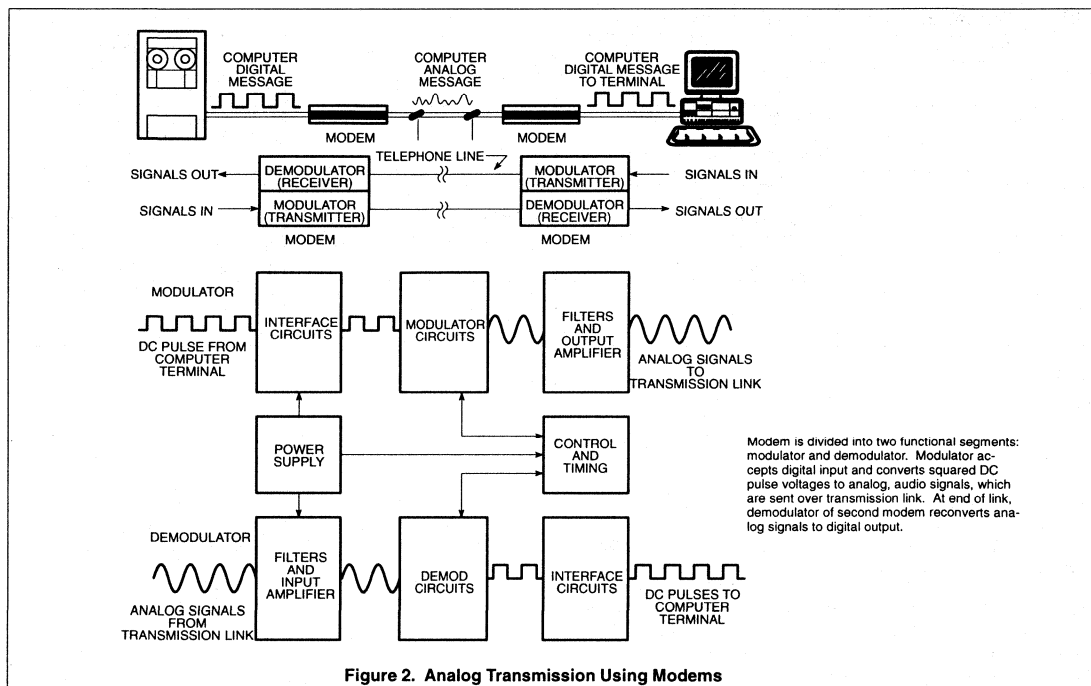 COMPUTER
DIGITAL
MESSAGE
COMPUTER
ANALOG
MESSAGE
COMPUTER
DIGITAL MESSAGE
TO TERMINAL
MODEM
MODEM
TELEPHONE LINE
SIGNALS OUT
DEMODULATOR
(RECEIVER)
MODULATOR
(TRANSMITTER)
SIGNALS IN
SIGNALS IN
MODULATOR
(TRANSMITTER)
DEMODULATOR
(RECEIVER)
SIGNALS OUT
MODEM
MODEM
MODULATOR
DC PULSE FROM
COMPUTER
TERMINAL
INTERFACE
CIRCUITS
MODULATOR
CIRCUITS
FILTERS
AND
OUTPUT
AMPLIFIER
ANALOG SIGNALS
TO
TRANSMISSION LINK
POWER
SUPPLY
CONTROL
AND
TIMING
Modem is divided into two functional segments:
modulator and demodulator. Modulator ac-
cepts digital input and converts squared DC
pulse voltages to analog, audio signals, which
are sent over transmission link. At end of link,
demodulator of second modem reconverts ana-
log signals to digital output.
DEMODULATOR
ANALOG SIGNALS
FROM
TRANSMISSION LINK
FILTERS
AND
INPUT
AMPLIFIER
DEMOD
CIRCUITS
INTERFACE
CIRCUITS
DC PULSES TO
COMPUTER
TERMINAL
Figure 2. Analog Transmission Using Modems